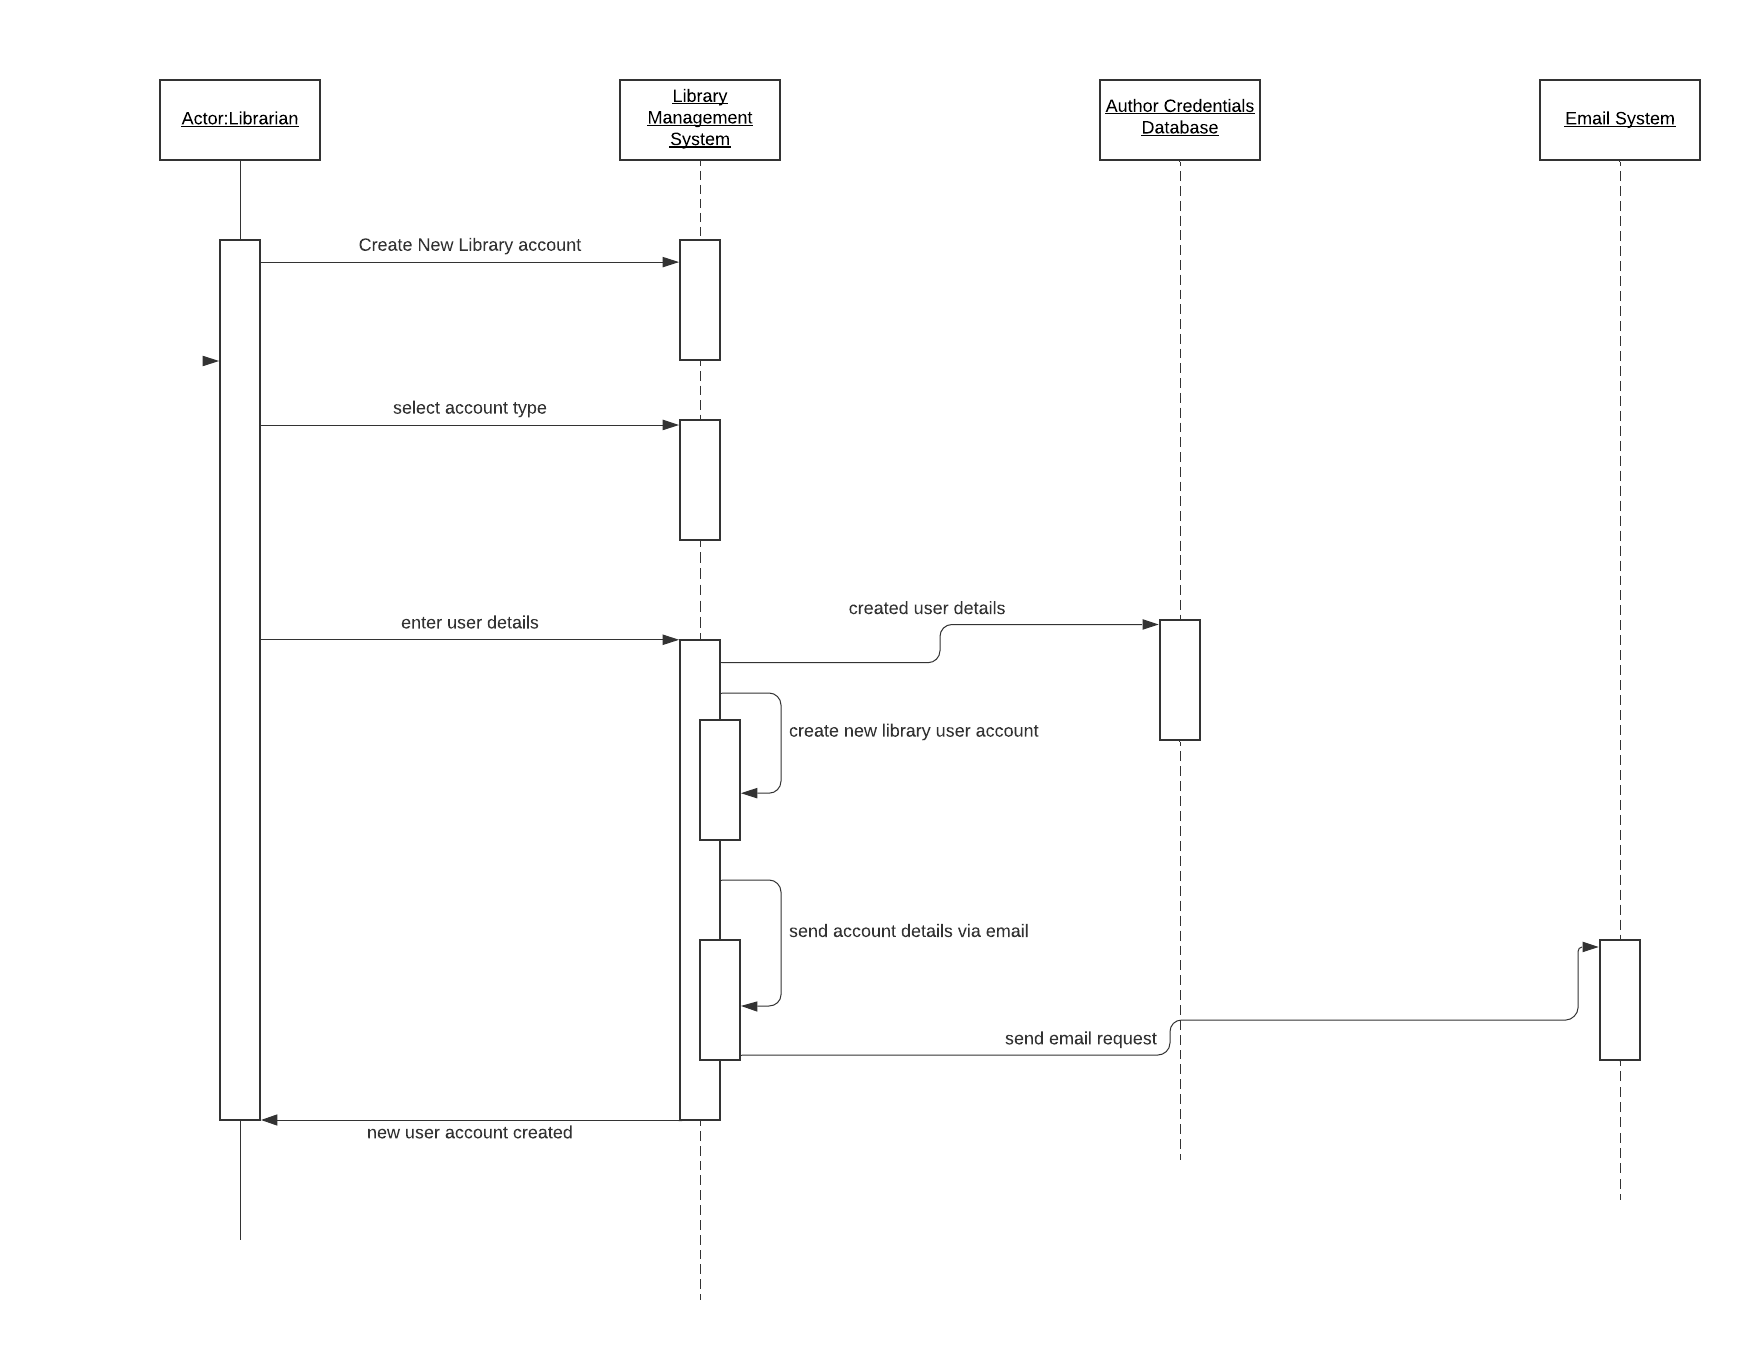 Actor:Librarian
Library
Management
System
Author Credentials
Database
Email System
Create New Library account
select account type
created user details
enter user details
create new library user account
send account details via email
send email request
new user account created